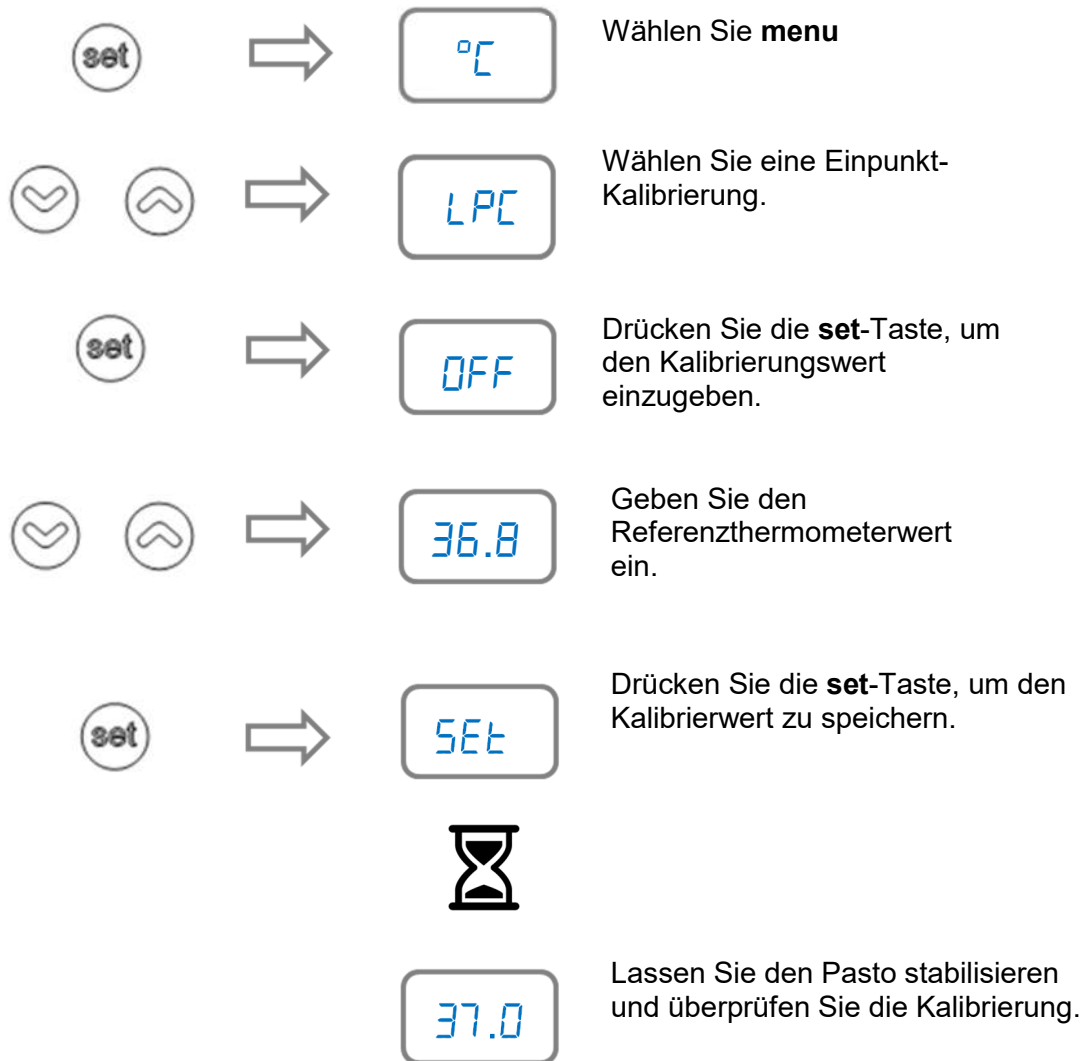 set
°C
Wählen Sie menu
LPC
Wählen Sie eine Einpunkt-
Kalibrierung.
set
OFF
Drücken Sie die set-Taste, um
den Kalibrierungswert
einzugeben.
36.8
Geben Sie den
Referenzthermometerwert
ein.
set
SEt
Drücken Sie die set-Taste, um den
Kalibrierwert zu speichern.
37.0
Lassen Sie den Pasto stabilisieren
und überprüfen Sie die Kalibrierung.